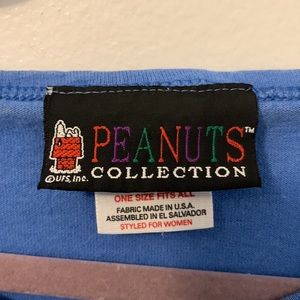 PEANUTS™
COLLECTION
©UFS, Inc.
ONE SIZE FITS ALL
FABRIC MADE IN U.S.A.
ASSEMBLED IN EL SALVADOR
STYLED FOR WOMEN